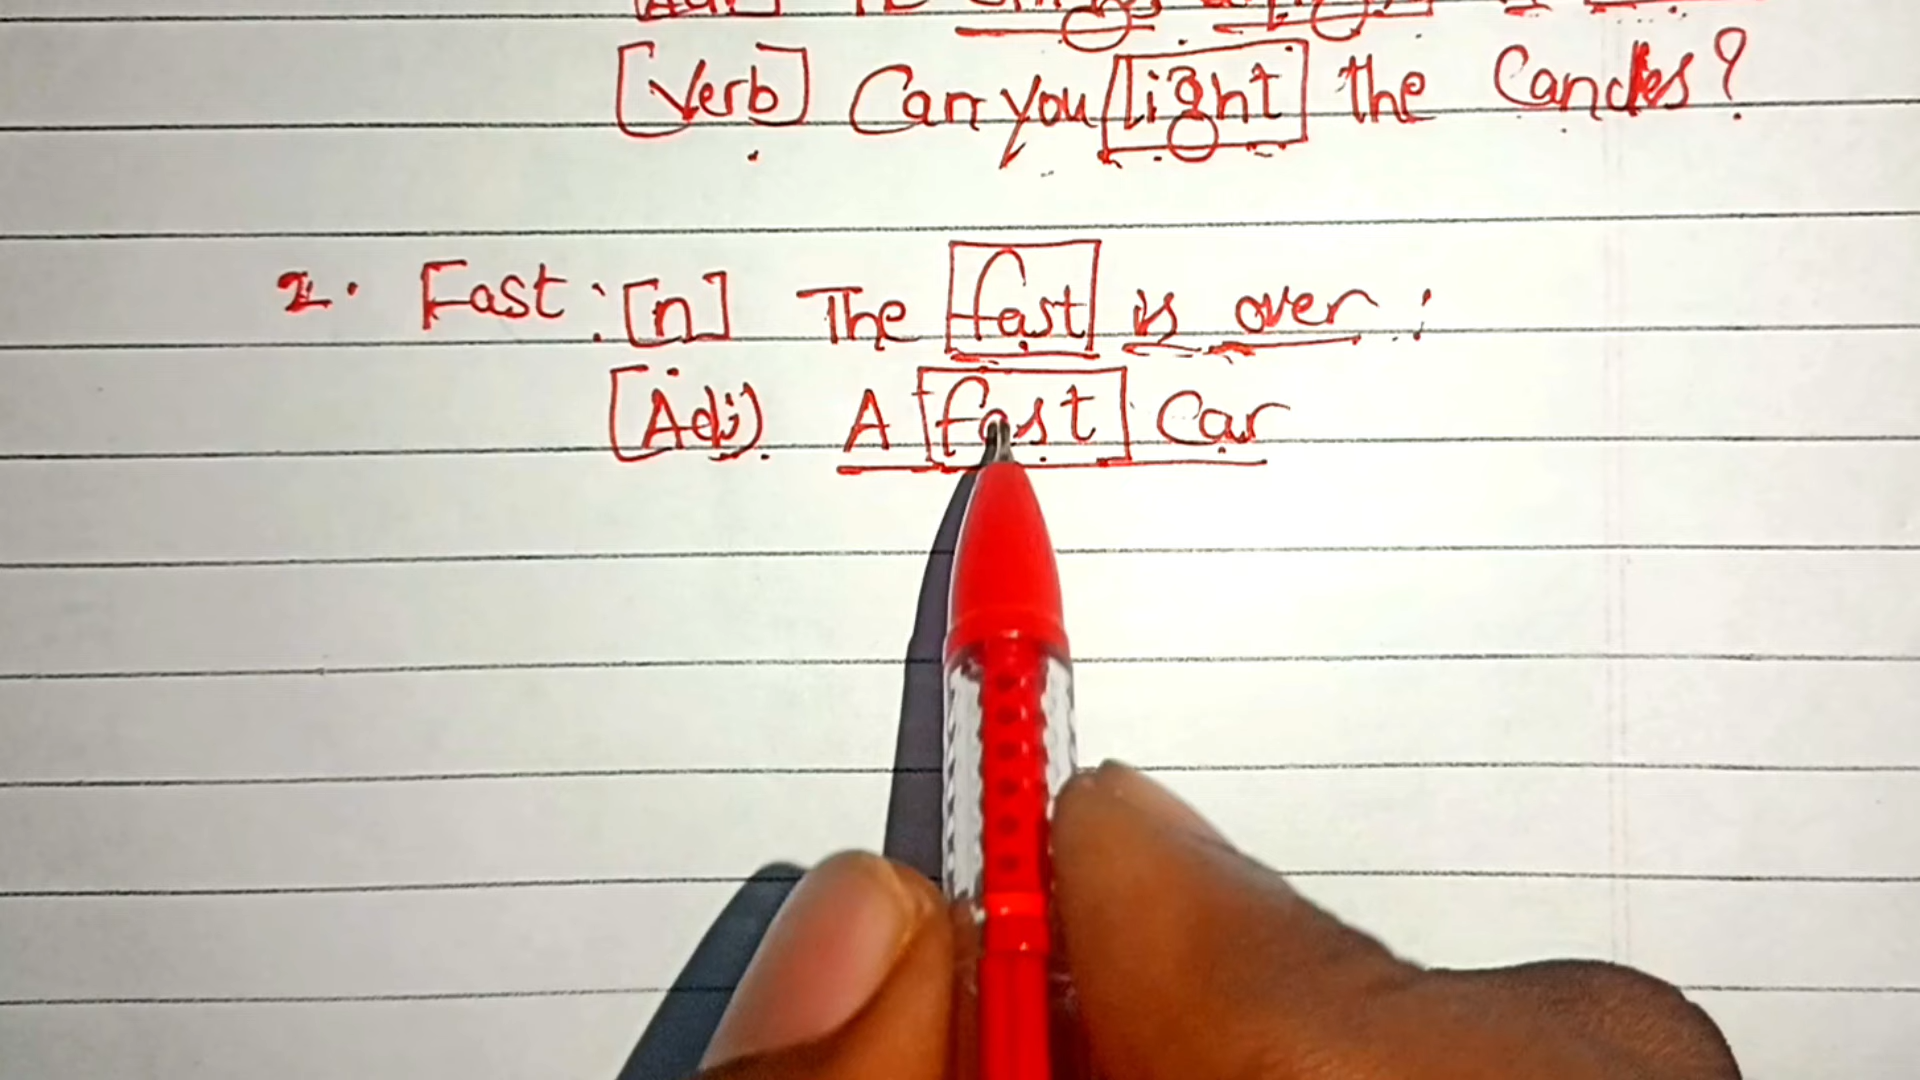 [Verb] Can you light the Candles?
2. Fast: [n] The fast is over:
[Adj) A fast Car